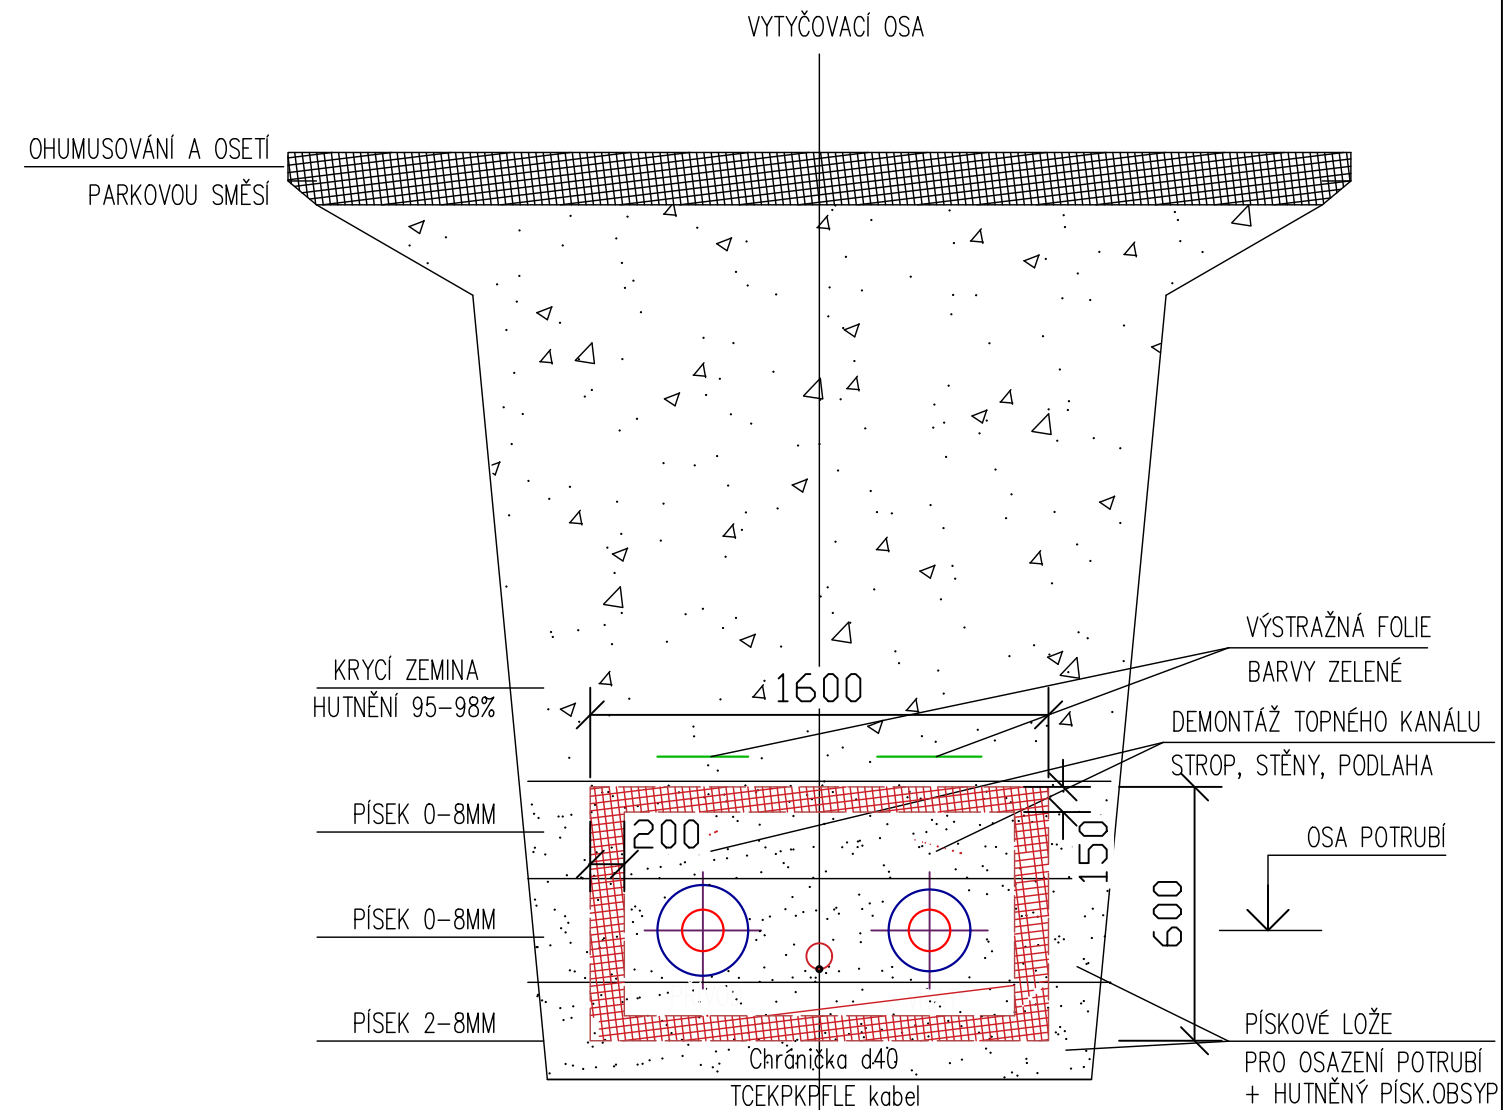 VYTYČOVACÍ OSA
OHUMUSOVÁNÍ A OSETÍ
PARKOVOU SMĚSÍ
VÝSTRAŽNÁ FOLIE
BARVY ZELENÉ
KRYCÍ ZEMINA
HUTNĚNÍ 95-98%
1600
DEMONTÁŽ TOPNÉHO KANÁLU
STROP, STĚNY, PODLAHA
PÍSEK 0-8MM
200
150
OSA POTRUBÍ
PÍSEK 0-8MM
600
PÍSEK 2-8MM
PÍSKOVÉ LOŽE
PRO OSAZENÍ POTRUBÍ
+ HUTNĚNÝ PÍSK.OBSYP
Chránička d40
TCEKPKPFLE kabel